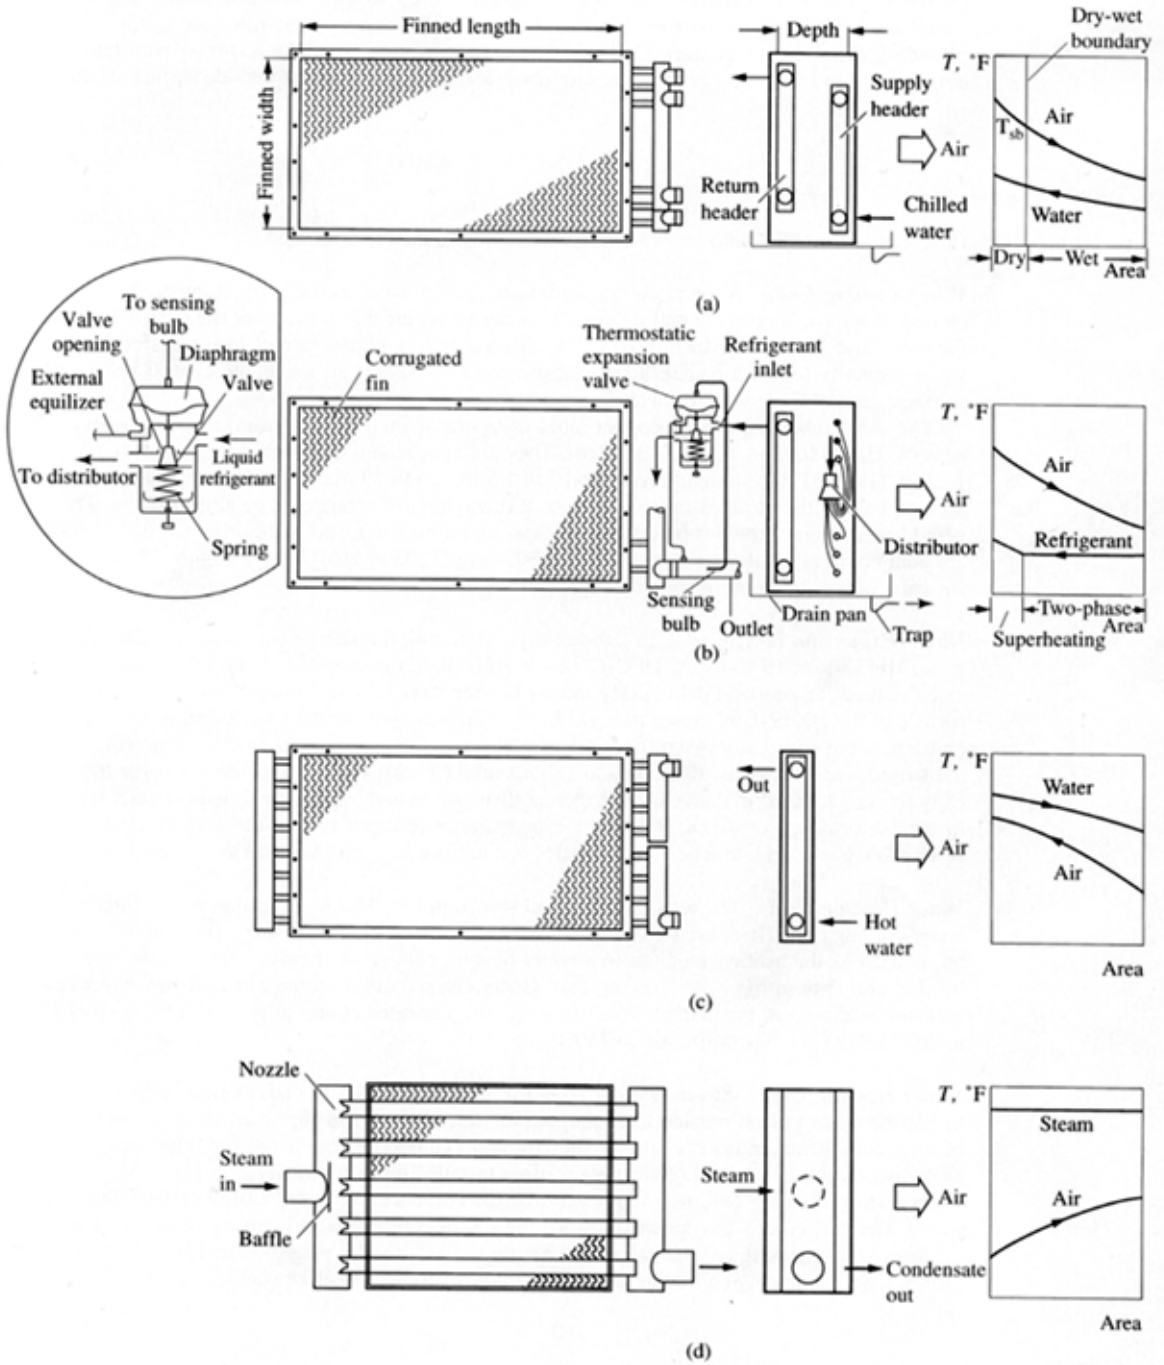 Finned length
Finned width
Depth
Supply
header
Return
header
Air
Chilled
water
T, °F
Dry-wet
boundary
Air
T_sb
Water
Dry
Wet
Area
(a)
To sensing
bulb
Valve
opening
Diaphragm
External
equilizer
Valve
To distributor
Liquid
refrigerant
Spring
Corrugated
fin
Thermostatic
expansion
valve
Refrigerant
inlet
Sensing
bulb
Outlet
Air
Distributor
Drain pan
Trap
T, °F
Air
Refrigerant
Two-phase
Area
Superheating
(b)
Out
Air
Hot
water
T, °F
Water
Air
Area
(c)
Nozzle
Steam
in
Baffle
Steam
Air
Condensate
out
T, °F
Steam
Air
Area
(d)